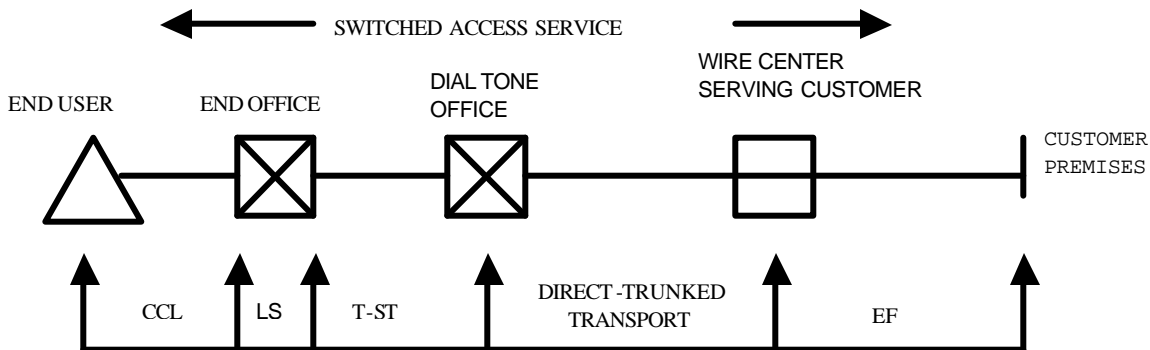 SWITCHED ACCESS SERVICE
WIRE CENTER
SERVING CUSTOMER
DIAL TONE
OFFICE
END USER
END OFFICE
CUSTOMER
PREMISES
CCL
LS
T-ST
DIRECT -TRUNKED
TRANSPORT
EF